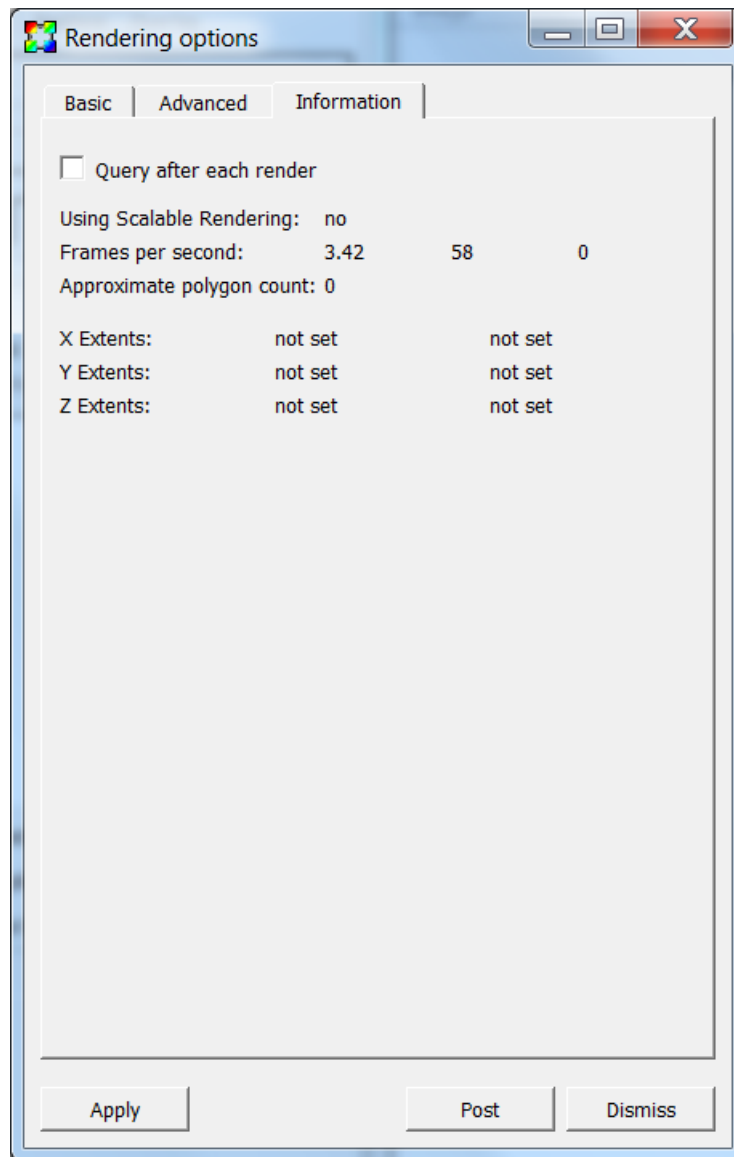 Rendering options
Basic Advanced Information
Query after each render
Using Scalable Rendering: no
Frames per second: 3.42 58 0
Approximate polygon count: 0
X Extents: not set not set
Y Extents: not set not set
Z Extents: not set not set
Apply Post Dismiss